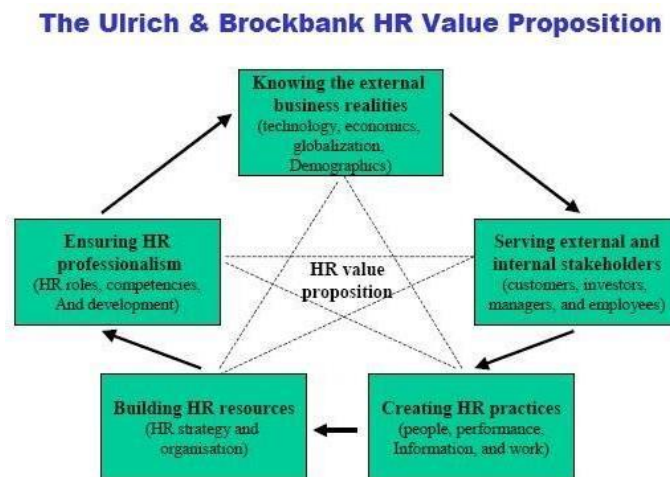 The Ulrich & Brockbank HR Value Proposition
Knowing the external
business realities
(technology, economics,
globalization,
Demographics)
Ensuring HR
professionalism
(HR roles, competencies,
And development)
HR value
proposition
Serving external and
internal stakeholders
(customers, investors,
managers, and employees)
Building HR resources
(HR strategy and
organisation)
Creating HR practices
(people, performance,
Information, and work)